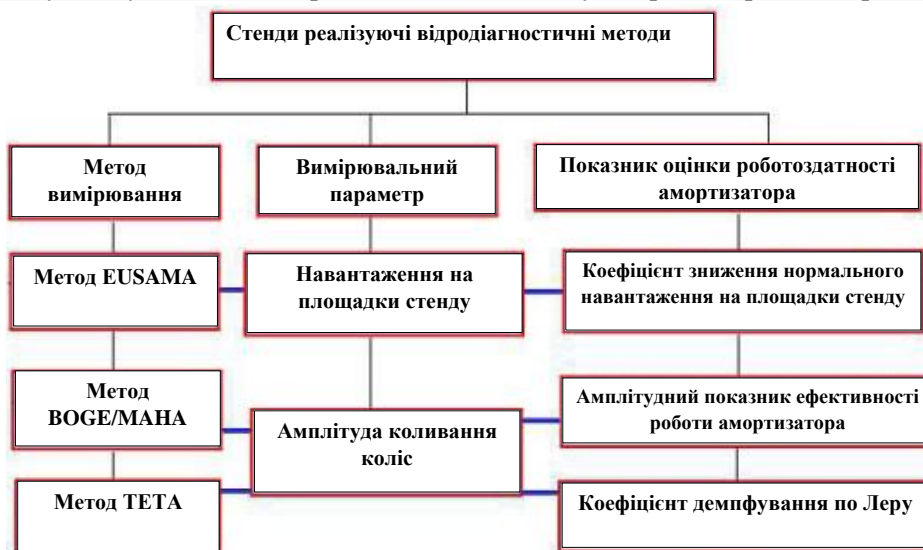 Стенди реалізуючі відродіагностичні методи
Метод
вимірювання
Вимірювальний
параметр
Показник оцінки роботоздатності
амортизатора
Метод EUSAMA
Навантаження на
площадки стенду
Коефіцієнт зниження нормального
навантаження на площадки стенду
Метод
BOGE/MAHA
Амплітуда коливання
коліс
Амплітудний показник ефективності
роботи амортизатора
Метод ТЕТА
Коефіцієнт демпфування по Леру